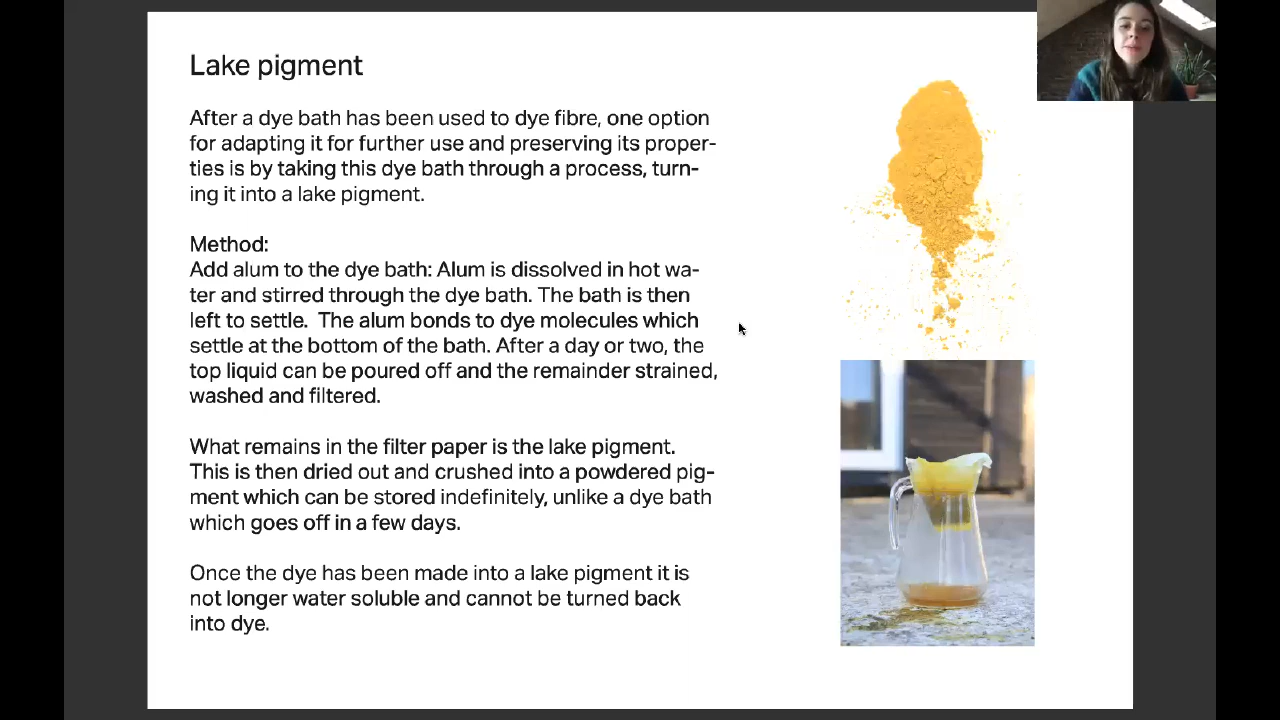 Lake pigment
After a dye bath has been used to dye fibre, one option
for adapting it for further use and preserving its proper-
ties is by taking this dye bath through a process, turn-
ing it into a lake pigment.
Method:
Add alum to the dye bath: Alum is dissolved in hot wa-
ter and stirred through the dye bath. The bath is then
left to settle.  The alum bonds to dye molecules which
settle at the bottom of the bath. After a day or two, the
top liquid can be poured off and the remainder strained,
washed and filtered.
What remains in the filter paper is the lake pigment.
This is then dried out and crushed into a powdered pig-
ment which can be stored indefinitely, unlike a dye bath
which goes off in a few days.
Once the dye has been made into a lake pigment it is
not longer water soluble and cannot be turned back
into dye.